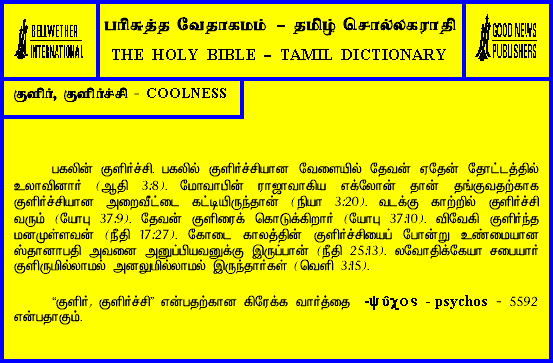 BELLWETHER
INTERNATIONAL
பரிசுத்த வேதாகமம் – தமிழ் சொல்லகராதி
THE HOLY BIBLE – TAMIL DICTIONARY
GOOD NEWS
PUBLISHERS
குளிர், குளிர்ச்சி - COOLNESS
பகலின் குளிர்ச்சி. பகலில் குளிர்ச்சியான வேளையில் தேவன் ஏதேன் தோட்டத்தில்
உலாவினார் (ஆதி 3:8). மோவாபின் ராஜாவாகிய எக்லோன் தான் தங்குவதற்காக
குளிர்ச்சியான அறைவீட்டை கட்டியிருந்தான் (நியா 3:20). வடக்கு காற்றில் குளிர்ச்சி
வரும் (யோபு 37:9). தேவன் குளிரைக் கொடுக்கிறார் (யோபு 37:10). விவேகி குளிர்ந்த
மனமுள்ளவன் (நீதி 17:27). கோடை காலத்தின் குளிர்ச்சியைப் போன்று உண்மையான
ஸ்தானாபதி அவனை அனுப்பியவனுக்கு இருப்பான் (நீதி 25:13). லவோதிக்கேயா சபையார்
குளிருமில்லாமல் அனலுமில்லாமல் இருந்தார்கள் (வெளி 3:15).
“குளிர், குளிர்ச்சி” என்பதற்கான கிரேக்க வார்த்தை -ψῦχος - psychos - 5592
என்பதாகும்.